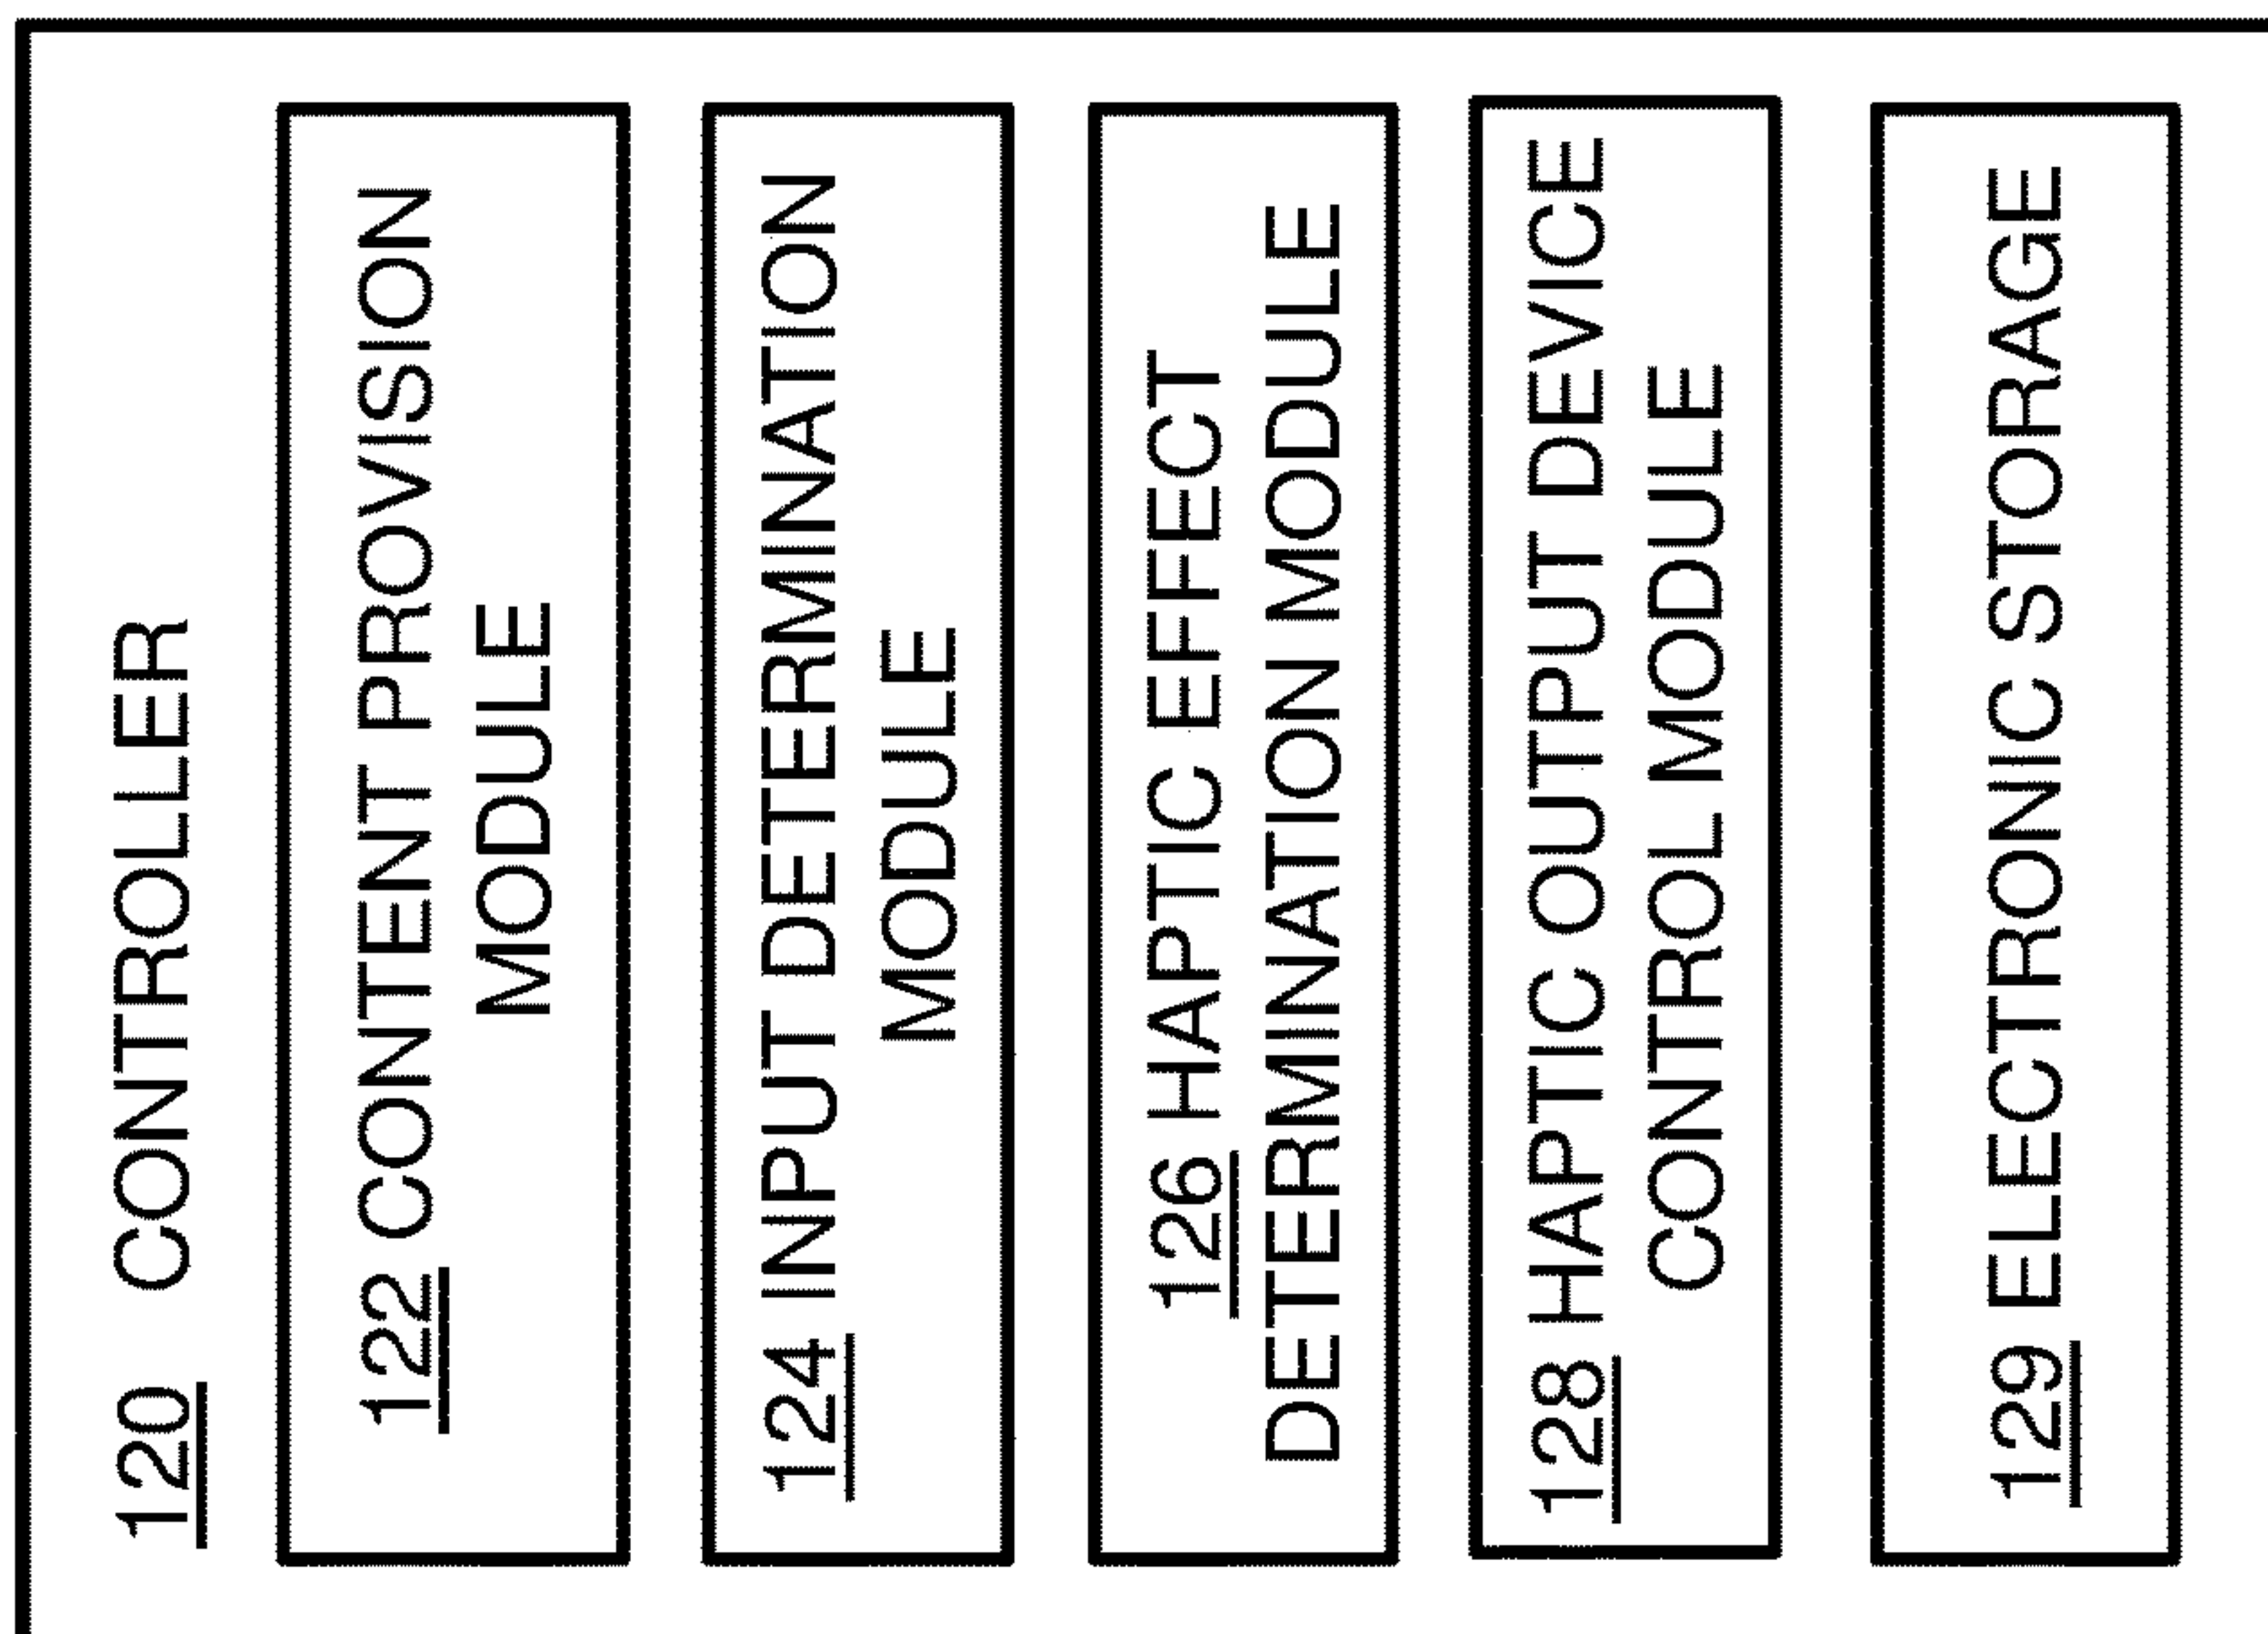 120 CONTROLLER
122 CONTENT PROVISION
MODULE
124 INPUT DETERMINATION
MODULE
126 HAPTIC EFFECT
DETERMINATION MODULE
128 HAPTIC OUTPUT DEVICE
CONTROL MODULE
129 ELECTRONIC STORAGE